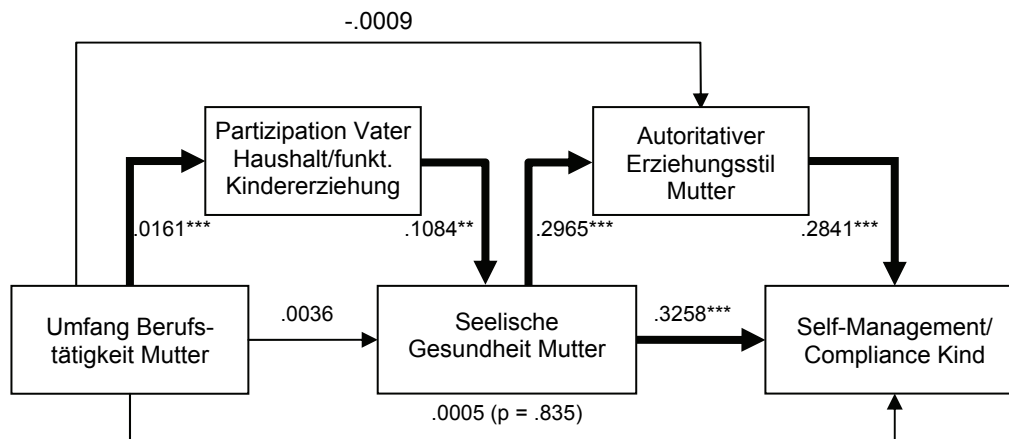 -.0009
Partizipation Vater
Haushalt/funkt.
Kindererziehung
Autoritativer
Erziehungsstil
Mutter
.0161***
.1084**
.2965***
.2841***
Umfang Berufs-
tätigkeit Mutter
.0036
Seelische
Gesundheit Mutter
.3258***
Self-Management/
Compliance Kind
.0005 (p = .835)